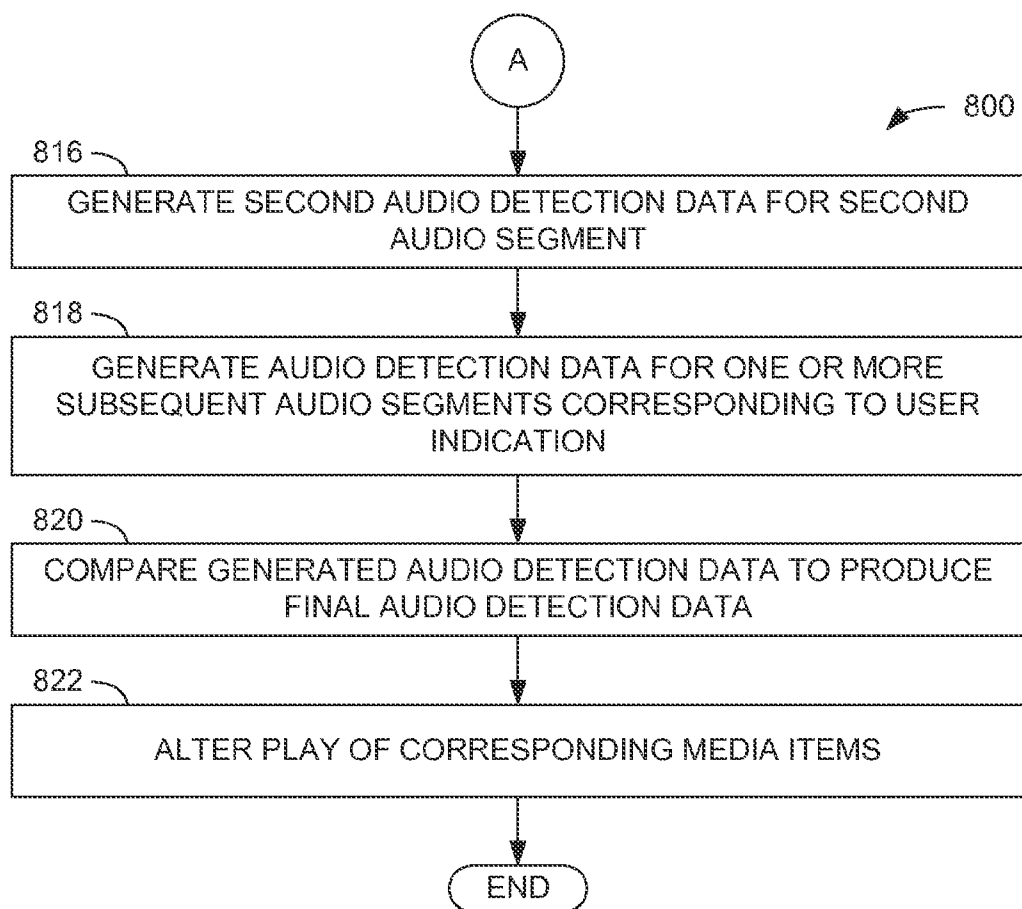 A
800
816
GENERATE SECOND AUDIO DETECTION DATA FOR SECOND
AUDIO SEGMENT
818
GENERATE AUDIO DETECTION DATA FOR ONE OR MORE
SUBSEQUENT AUDIO SEGMENTS CORRESPONDING TO USER
INDICATION
820
COMPARE GENERATED AUDIO DETECTION DATA TO PRODUCE
FINAL AUDIO DETECTION DATA
822
ALTER PLAY OF CORRESPONDING MEDIA ITEMS
END